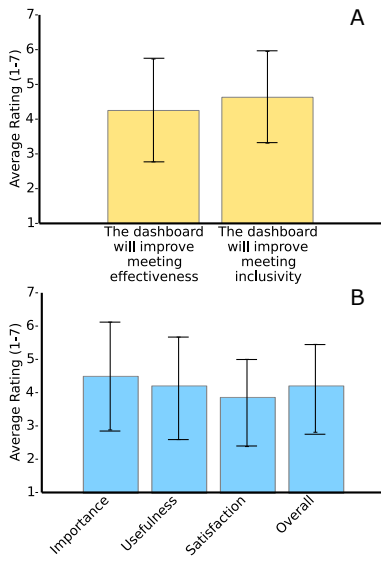 A
7
6
5
4
3
2
1
Average Rating (1-7)
The dashboard
will improve
meeting
effectiveness
The dashboard
will improve
meeting
inclusivity
B
7
6
5
4
3
2
1
Average Rating (1-7)
Importance
Usefulness
Satisfaction
Overall